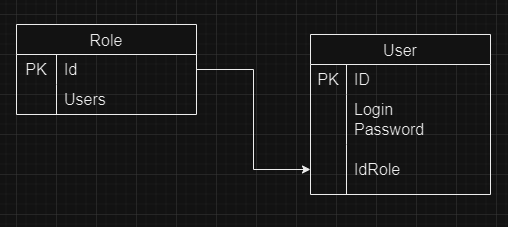 Role
PK Id
Users
User
PK ID
Login
Password
IdRole